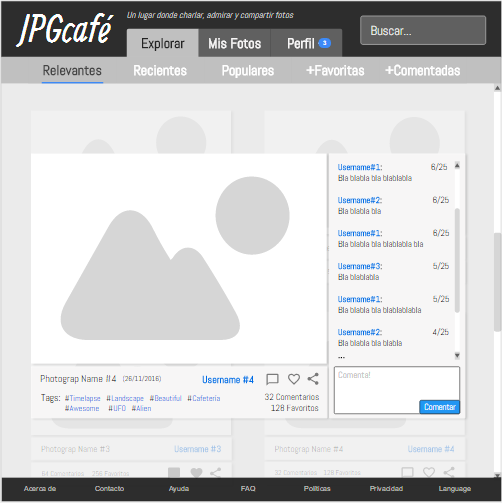 JPGcafé
Un lugar donde charlar, admirar y compartir fotos
Explorar
Mis Fotos
Perfil 3
Buscar...
Relevantes
Recientes
Populares
+Favoritas
+Comentadas
Username#1: 6/25
Bla blabla bla blablabla
Username#2: 6/25
Bla blabla bla
Username#1: 6/25
Bla blabla bla blablabla bla
Username#3: 5/25
Bla blablabla
Username#1: 5/25
Bla blabla bla blablablabla
Username#2: 4/25
Bla blabla bla blabla
...
Comenta!
Comentar
Photograp Name #4 (26/11/2016) Username #4
Tags: #Timelapse #Landscape #Beautiful #Cafetería
#Awesome #UFO #Alien
32 Comentarios
128 Favoritos
Photograp Name #3 Username #3
64 Comentarios 256 Favoritos
Photograp Name #4 Username #4
32 Comentarios 128 Favoritos
Acerca de
Contacto
Ayuda
FAQ
Políticas
Privacidad
Language